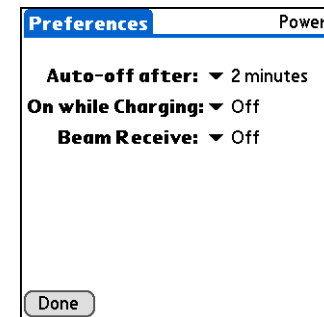 Preferences Power
Auto-off after: 2 minutes
On while Charging: Off
Beam Receive: Off
Done